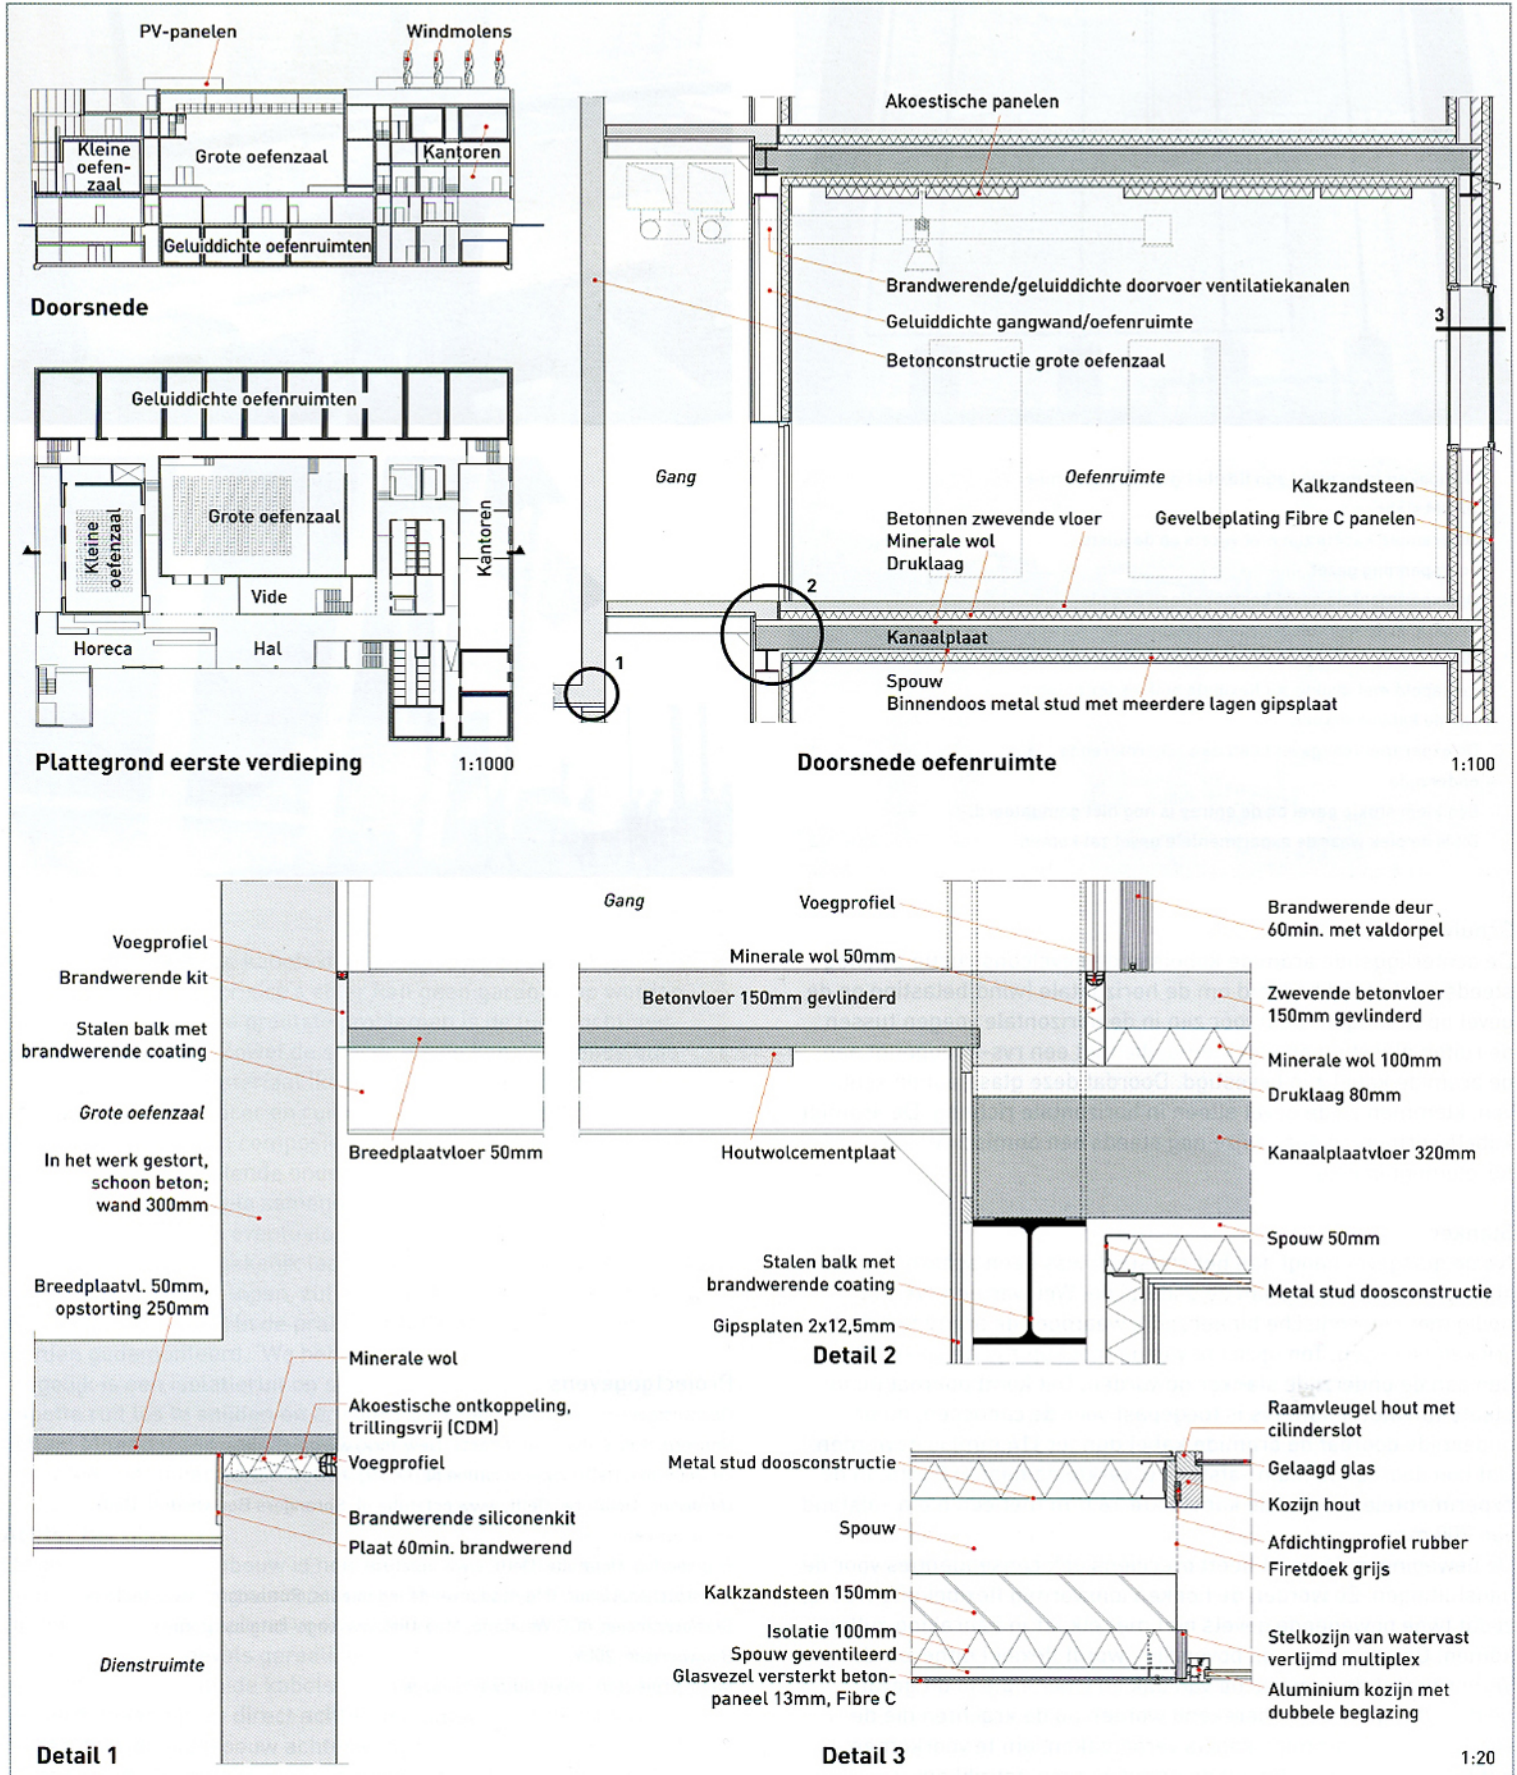 PV-panelen
Windmolens
Kleine
oefen-
zaal
Grote oefenzaal
Kantoren
Geluiddichte oefenruimten
Doorsnede
Geluiddichte oefenruimten
Kleine
oefenzaal
Grote oefenzaal
Kantoren
Vide
Horeca
Hal
Plattegrond eerste verdieping
1:1000
Akoestische panelen
Brandwerende/geluiddichte doorvoer ventilatiekanalen
Geluiddichte gangwand/oefenruimte
Betonconstructie grote oefenzaal
3
Gang
Oefenruimte
Kalkzandsteen
Gevelbeplating Fibre C panelen
Betonnen zwevende vloer
Minerale wol
Druklaag
2
Kanaalplaat
1
Spouw
Binnendoos metal stud met meerdere lagen gipsplaat
Doorsnede oefenruimte
1:100
Voegprofiel
Brandwerende kit
Stalen balk met
brandwerende coating
Grote oefenzaal
In het werk gestort,
schoon beton;
wand 300mm
Breedplaatvl. 50mm,
opstorting 250mm
Breedplaatvloer 50mm
Minerale wol
Akoestische ontkoppeling,
trillingsvrij (CDM)
Voegprofiel
Brandwerende siliconenkit
Plaat 60min. brandwerend
Dienstruimte
Detail 1
Gang
Voegprofiel
Minerale wol 50mm
Betonvloer 150mm gevlinderd
Houtwolcementplaat
Stalen balk met
brandwerende coating
Gipsplaten 2x12,5mm
Detail 2
Brandwerende deur
60min. met valdorpel
Zwevende betonvloer
150mm gevlinderd
Minerale wol 100mm
Druklaag 80mm
Kanaalplaatvloer 320mm
Spouw 50mm
Metal stud doosconstructie
Metal stud doosconstructie
Spouw
Kalkzandsteen 150mm
Isolatie 100mm
Spouw geventileerd
Glasvezel versterkt beton-
paneel 13mm, Fibre C
Raamvleugel hout met
cilinderslot
Gelaagd glas
Kozijn hout
Afdichtingprofiel rubber
Firetdoek grijs
Stelkozijn van watervast
verlijmd multiplex
Aluminium kozijn met
dubbele beglazing
Detail 3
1:20